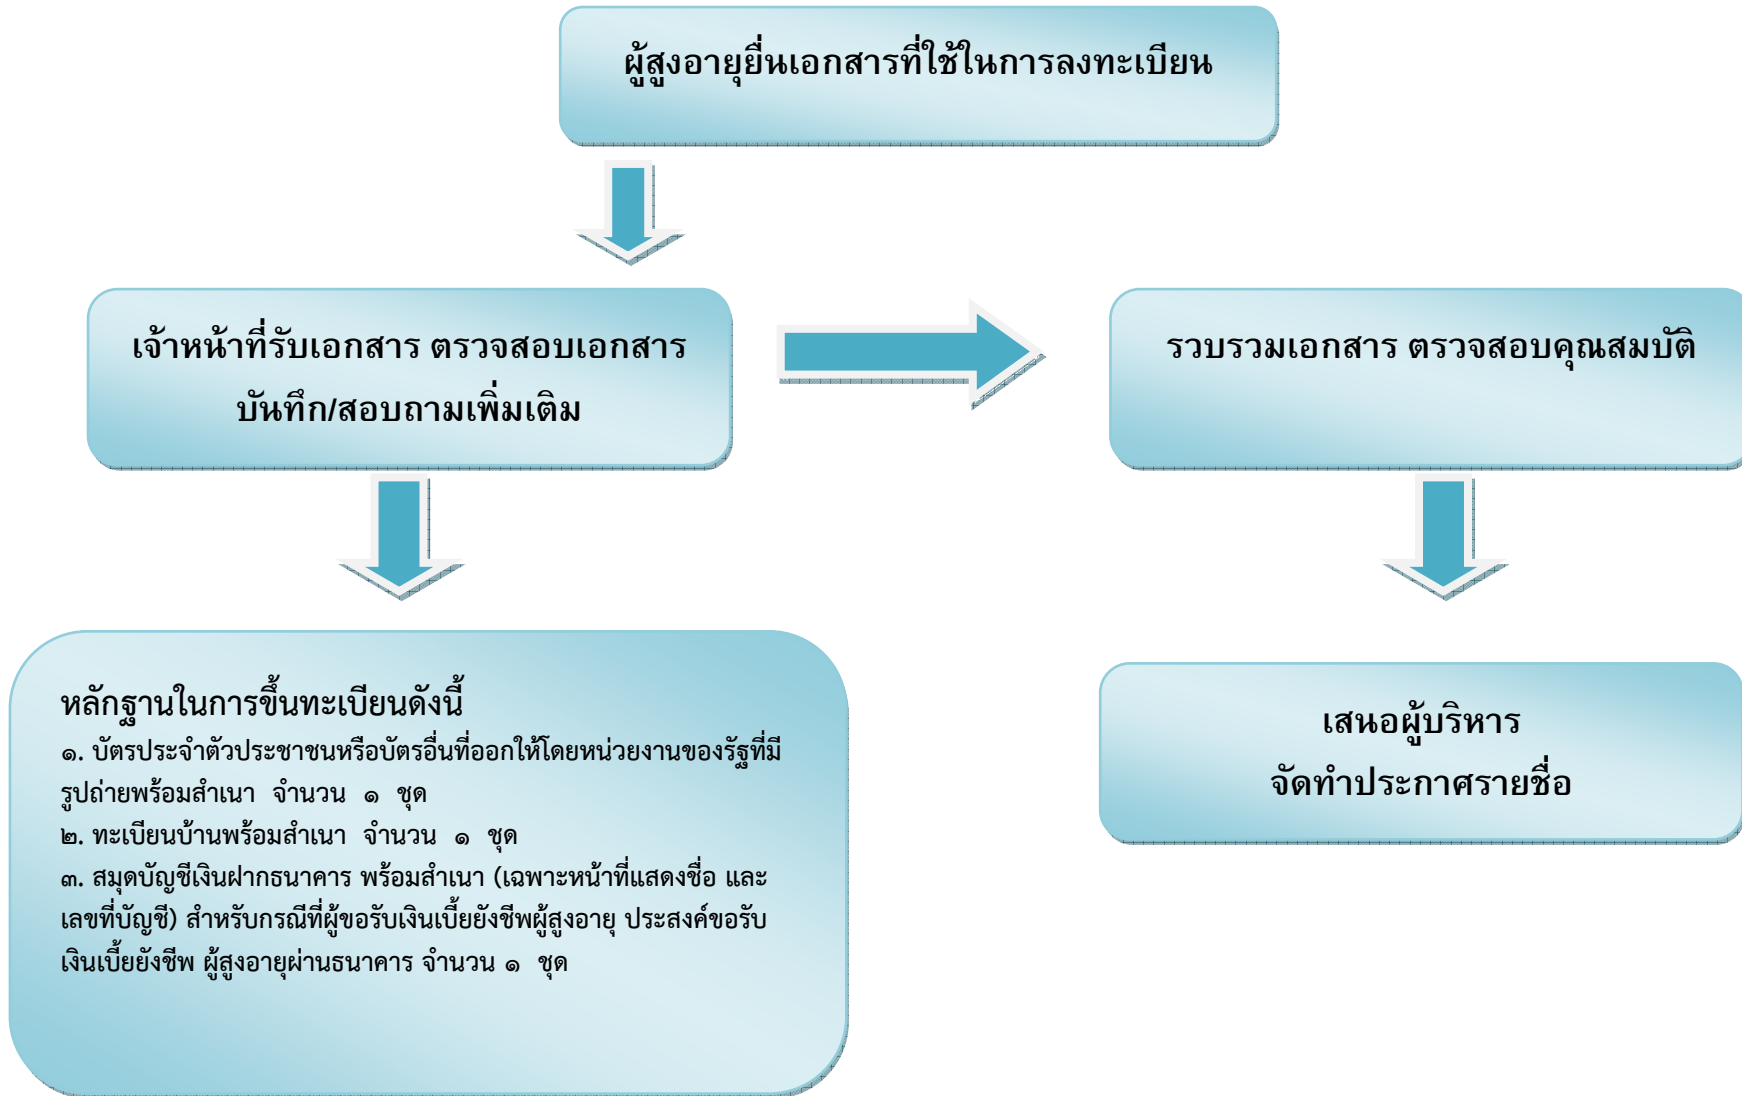 ผู้สูงอายุยื่นเอกสารที่ใช้ในการลงทะเบียน
เจ้าหน้าที่รับเอกสาร ตรวจสอบเอกสาร
บันทึก/สอบถามเพิ่มเติม
รวบรวมเอกสาร ตรวจสอบคุณสมบัติ
หลักฐานในการขึ้นทะเบียนดังนี้
๑. บัตรประจำตัวประชาชนหรือบัตรอื่นที่ออกให้โดยหน่วยงานของรัฐที่มี
รูปถ่ายพร้อมสำเนา จำนวน ๑ ชุด
๒. ทะเบียนบ้านพร้อมสำเนา จำนวน ๑ ชุด
๓. สมุดบัญชีเงินฝากธนาคาร พร้อมสำเนา (เฉพาะหน้าที่แสดงชื่อ และ
เลขที่บัญชี) สำหรับกรณีที่ผู้ขอรับเงินเบี้ยยังชีพผู้สูงอายุ ประสงค์ขอรับ
เงินเบี้ยยังชีพ ผู้สูงอายุผ่านธนาคาร จำนวน ๑ ชุด
เสนอผู้บริหาร
จัดทำประกาศรายชื่อ